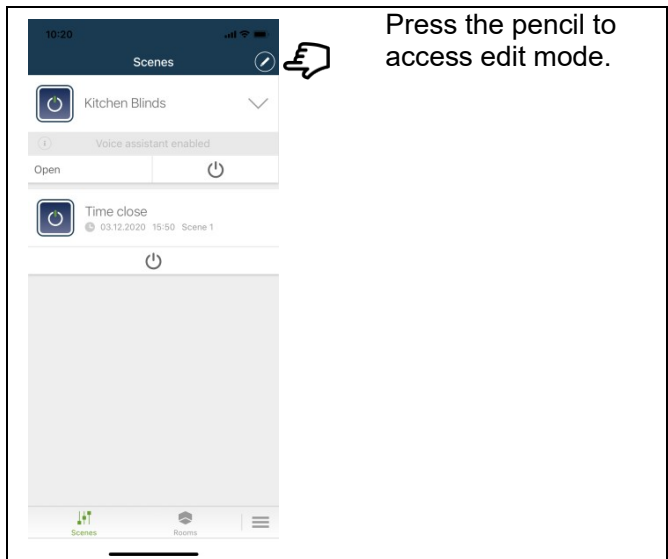 10:20
Scenes
Press the pencil to
access edit mode.
Kitchen Blinds
Voice assistant enabled
Open
Time close
03.12.2020 15:50 Scene 1
Scenes
Rooms